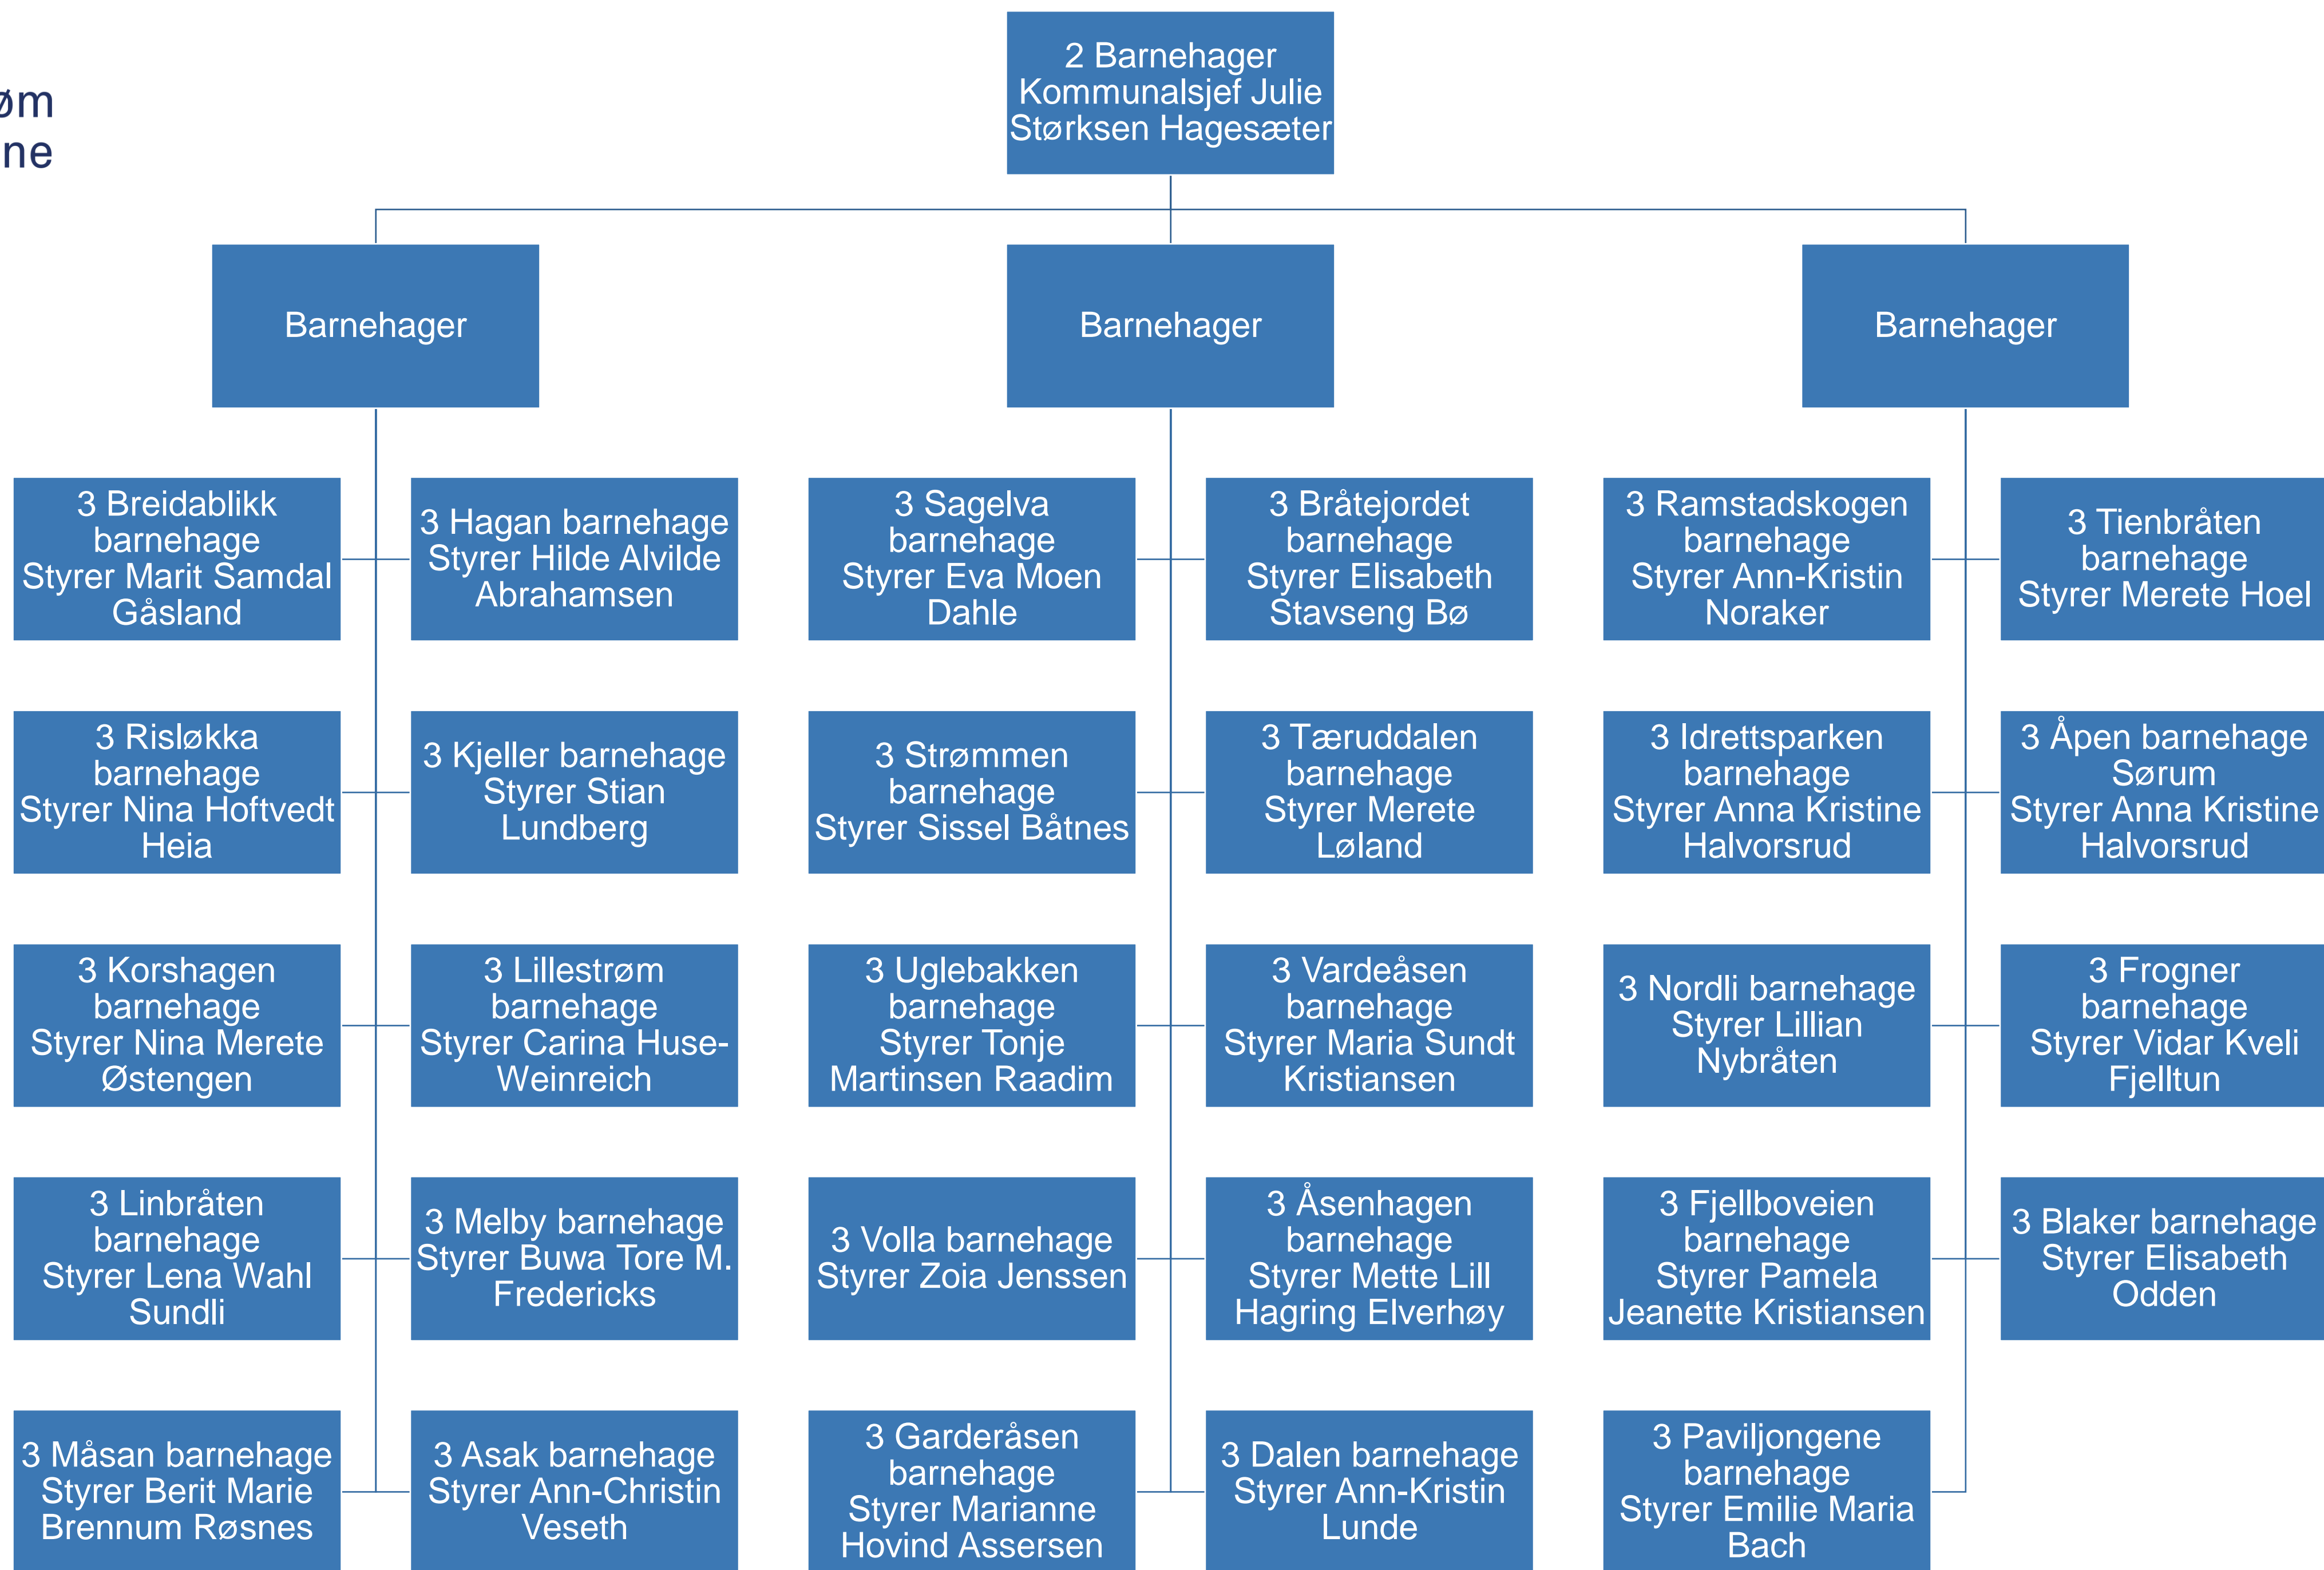 øm
ne
2 Barnehager
Kommunalsjef Julie
Størksen Hagesæter
Barnehager
Barnehager
Barnehager
3 Breidablikk
barnehage
Styrer Marit Samdal
Gåsland
3 Hagan barnehage
Styrer Hilde Alvilde
Abrahamsen
3 Sagelva
barnehage
Styrer Eva Moen
Dahle
3 Bråtejordet
barnehage
Styrer Elisabeth
Stavseng Bø
3 Ramstadskogen
barnehage
Styrer Ann-Kristin
Noraker
3 Tienbråten
barnehage
Styrer Merete Hoel
3 Risløkka
barnehage
Styrer Nina Hoftvedt
Heia
3 Kjeller barnehage
Styrer Stian
Lundberg
3 Strømmen
barnehage
Styrer Sissel Båtnes
3 Tæruddalen
barnehage
Styrer Merete
Løland
3 Idrettsparken
barnehage
Styrer Anna Kristine
Halvorsrud
3 Åpen barnehage
Sørum
Styrer Anna Kristine
Halvorsrud
3 Korshagen
barnehage
Styrer Nina Merete
Østengen
3 Lillestrøm
barnehage
Styrer Carina Huse-
Weinreich
3 Uglebakken
barnehage
Styrer Tonje
Martinsen Raadim
3 Vardeåsen
barnehage
Styrer Maria Sundt
Kristiansen
3 Nordli barnehage
Styrer Lillian
Nybråten
3 Frogner
barnehage
Styrer Vidar Kveli
Fjelltun
3 Linbråten
barnehage
Styrer Lena Wahl
Sundli
3 Melby barnehage
Styrer Buwa Tore M.
Fredericks
3 Volla barnehage
Styrer Zoia Jenssen
3 Åsenhagen
barnehage
Styrer Mette Lill
Hagring Elverhøy
3 Fjellboveien
barnehage
Styrer Pamela
Jeanette Kristiansen
3 Blaker barnehage
Styrer Elisabeth
Odden
3 Måsan barnehage
Styrer Berit Marie
Brennum Røsnes
3 Asak barnehage
Styrer Ann-Christin
Veseth
3 Garderåsen
barnehage
Styrer Marianne
Hovind Assersen
3 Dalen barnehage
Styrer Ann-Kristin
Lunde
3 Paviljongene
barnehage
Styrer Emilie Maria
Bach